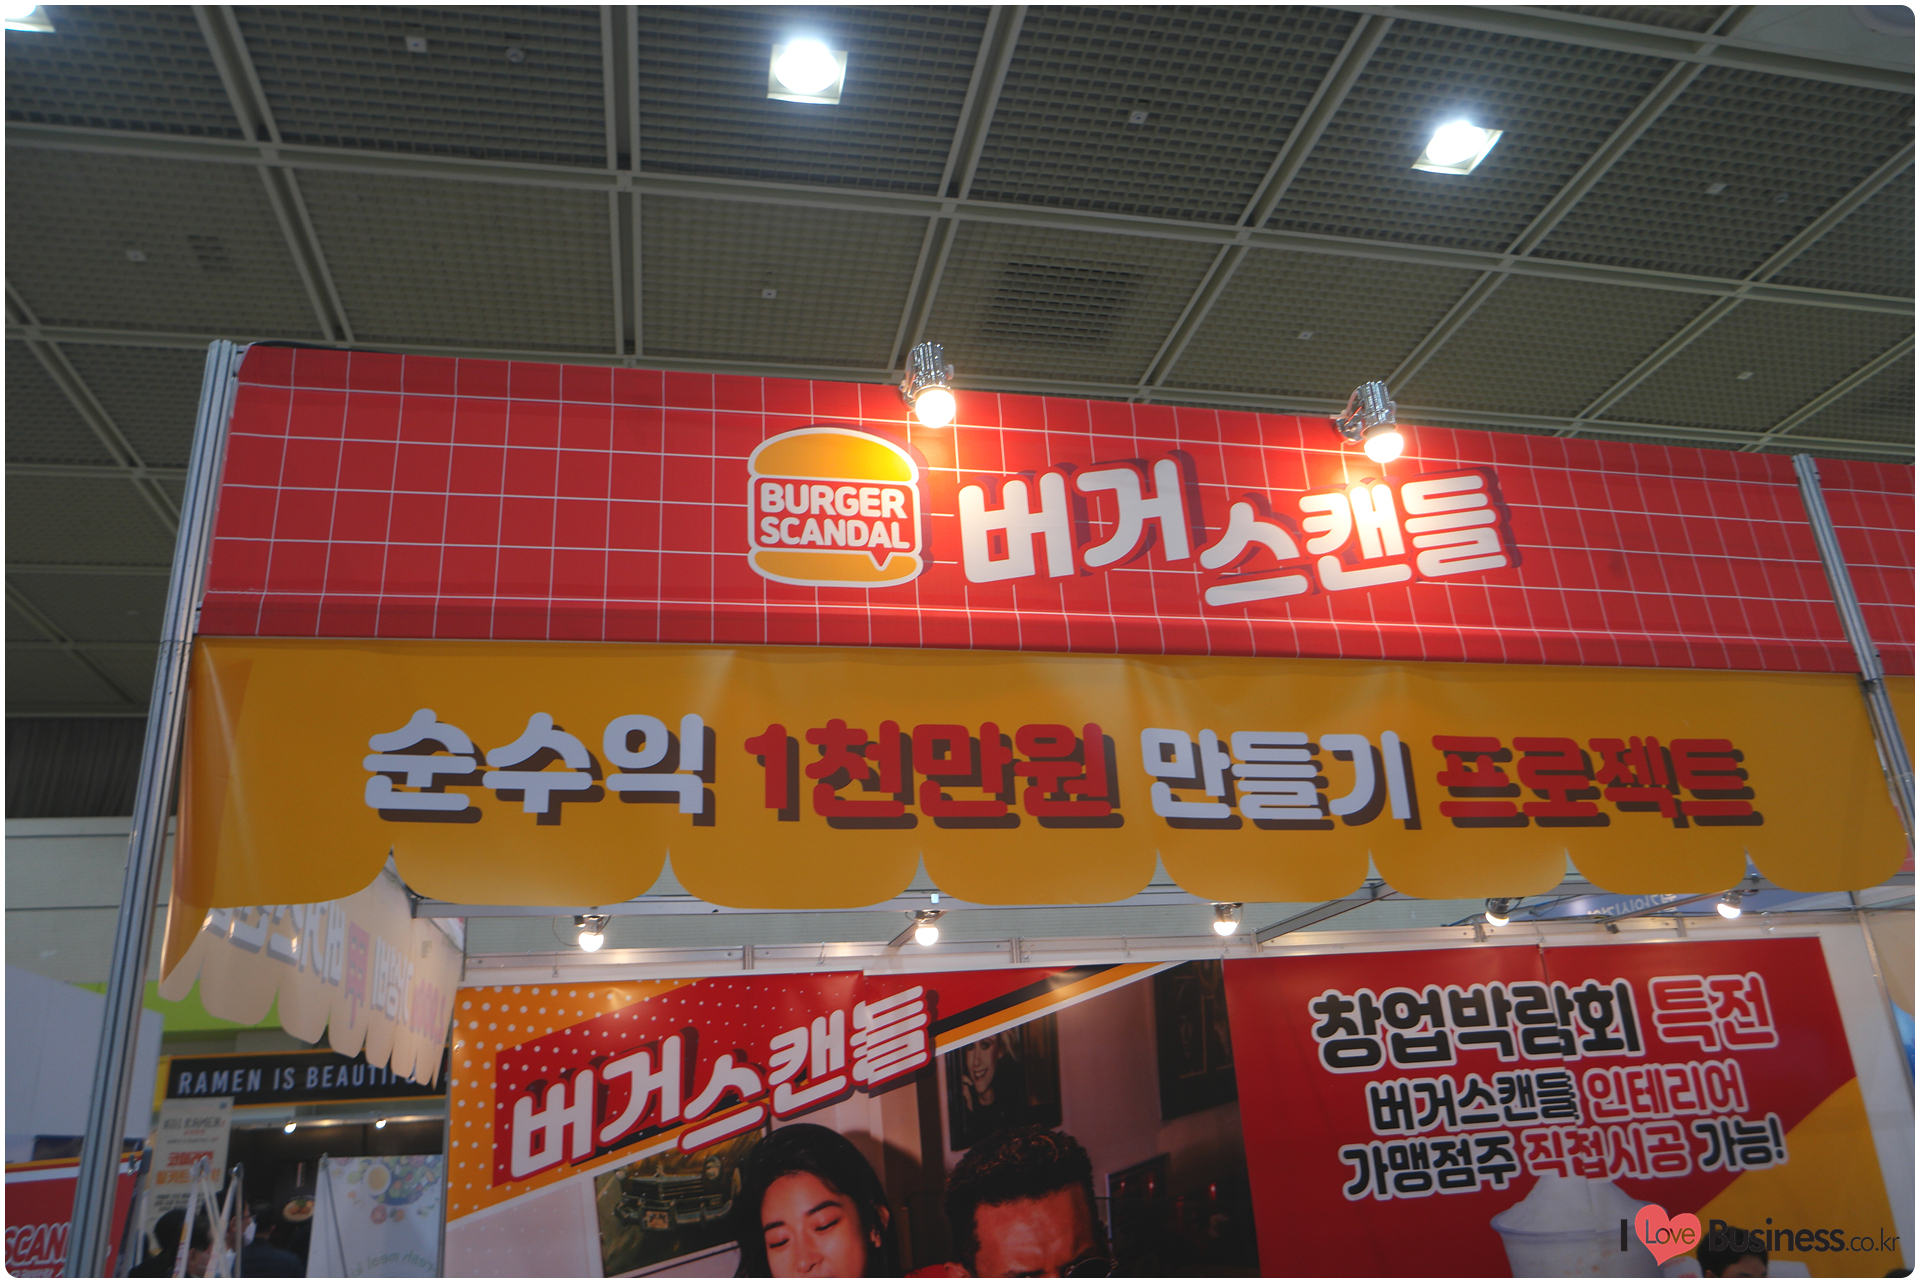 BURGER
SCANDAL
버거스캔들
순수익 1천만원 만들기 프로젝트
버거스캔들
창업박람회 특전
버거스캔들 인테리어
가맹점주 직접시공 가능!
RAMEN IS BEAUTIF
SCAN
I Love Business.co.kr